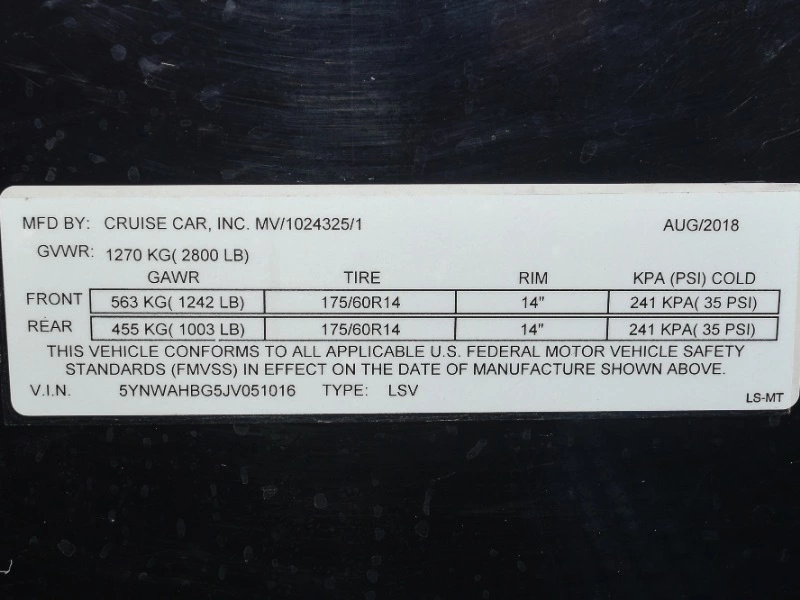 MFD BY: CRUISE CAR, INC. MV/1024325/1 AUG/2018
GVWR: 1270 KG( 2800 LB)
GAWR TIRE RIM KPA (PSI) COLD
FRONT 563 KG( 1242 LB) 175/60R14 14" 241 KPA( 35 PSI)
REAR 455 KG( 1003 LB) 175/60R14 14" 241 KPA( 35 PSI)
THIS VEHICLE CONFORMS TO ALL APPLICABLE U.S. FEDERAL MOTOR VEHICLE SAFETY
STANDARDS (FMVSS) IN EFFECT ON THE DATE OF MANUFACTURE SHOWN ABOVE.
V.I.N. 5YNWAHBG5JV051016 TYPE: LSV
LS-MT